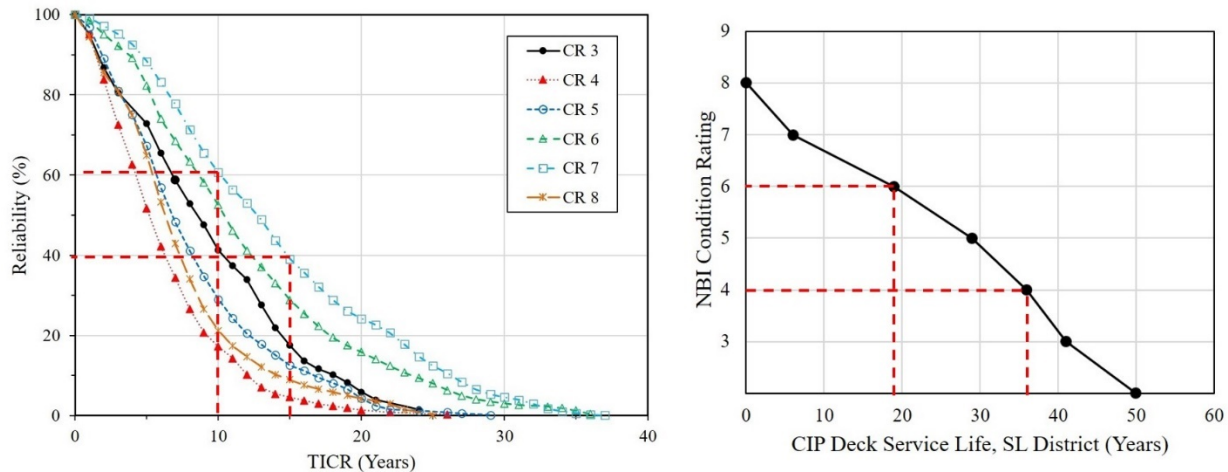 100
80
60
40
20
0
Reliability (%)
0 10 20 30 40
TICR (Years)
CR 3
CR 4
CR 5
CR 6
CR 7
CR 8
9
8
7
6
5
4
3
NBI Condition Rating
0 10 20 30 40 50 60
CIP Deck Service Life, SL District (Years)